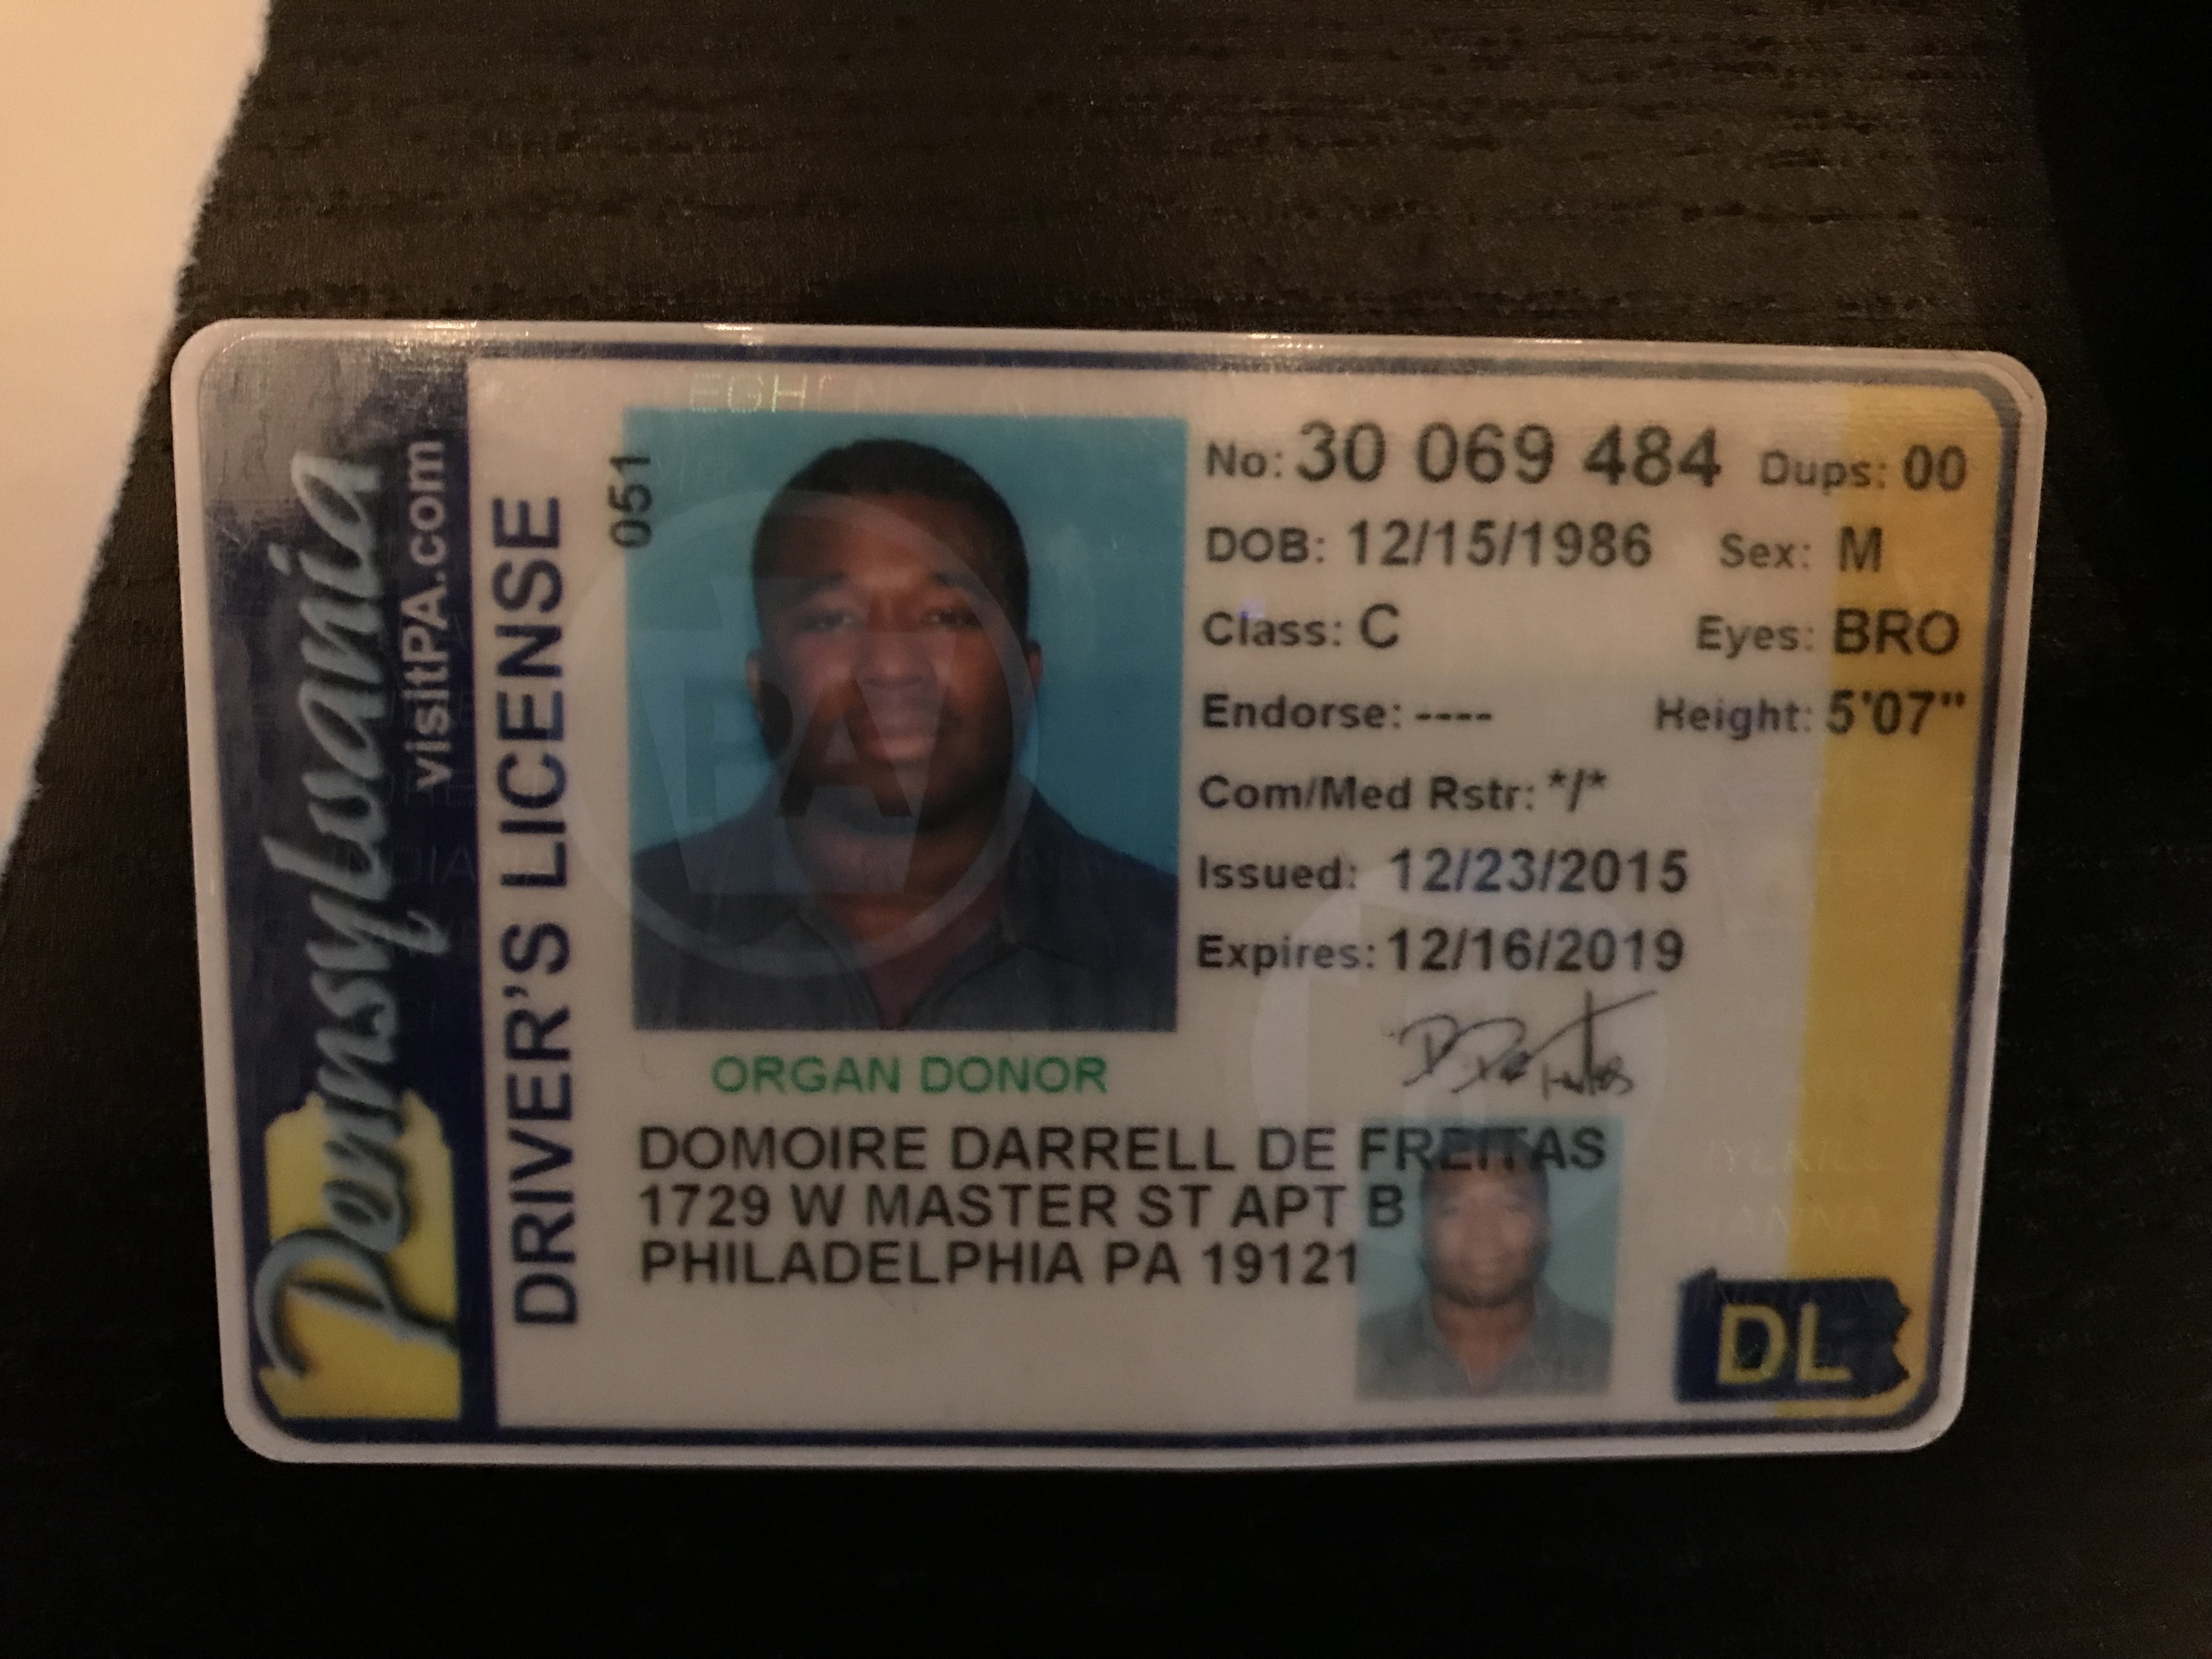 Pennsylvania
visitPA.com
DRIVER'S LICENSE
051
No: 30 069 484 Dups: 00
DOB: 12/15/1986 Sex: M
Class: C Eyes: BRO
Endorse: ---- Height: 5'07"
Com/Med Rstr: */*
Issued: 12/23/2015
Expires: 12/16/2019
ORGAN DONOR
DOMOIRE DARRELL DE FREITAS
1729 W MASTER ST APT B
PHILADELPHIA PA 19121
DL
PA